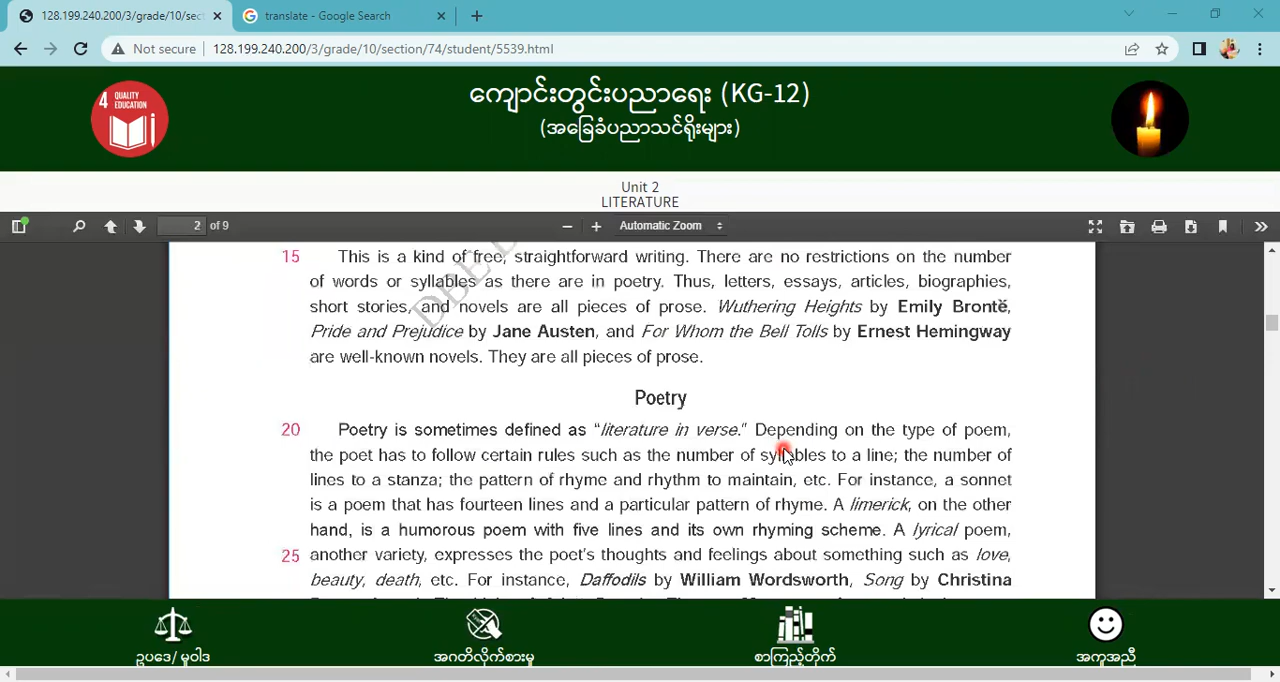 128.199.240.200/3/grade/10/sect
translate - Google Search
Not secure
128.199.240.200/3/grade/10/section/74/student/5539.html
4 QUALITY EDUCATION
ကျောင်းတွင်းပညာရေး (KG-12)
(အခြေခံပညာသင်ရိုးများ)
Unit 2
LITERATURE
2 of 9
Automatic Zoom
15 This is a kind of free, straightforward writing. There are no restrictions on the number
of words or syllables as there are in poetry. Thus, letters, essays, articles, biographies,
short stories, and novels are all pieces of prose. Wuthering Heights by Emily Brontĕ,
Pride and Prejudice by Jane Austen, and For Whom the Bell Tolls by Ernest Hemingway
are well-known novels. They are all pieces of prose.
Poetry
20 Poetry is sometimes defined as “literature in verse.” Depending on the type of poem,
the poet has to follow certain rules such as the number of syllables to a line; the number of
lines to a stanza; the pattern of rhyme and rhythm to maintain, etc. For instance, a sonnet
is a poem that has fourteen lines and a particular pattern of rhyme. A limerick, on the other
hand, is a humorous poem with five lines and its own rhyming scheme. A lyrical poem,
25 another variety, expresses the poet’s thoughts and feelings about something such as love,
beauty, death, etc. For instance, Daffodils by William Wordsworth, Song by Christina
ဥပဒေ/မူဝါဒ
အဂတိလိုက်စားမှု
စာကြည့်တိုက်
အကူအညီ